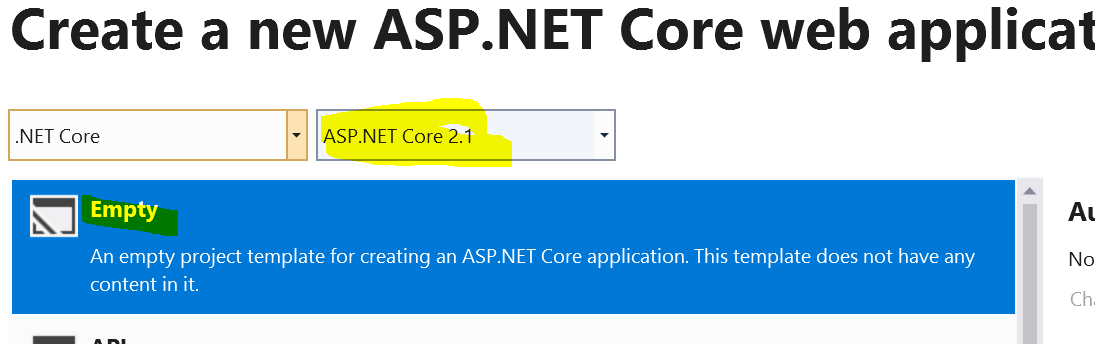 Create a new ASP.NET Core web applicat
.NET Core
ASP.NET Core 2.1
Empty
Au
An empty project template for creating an ASP.NET Core application. This template does not have any
No
content in it.
Cha
API